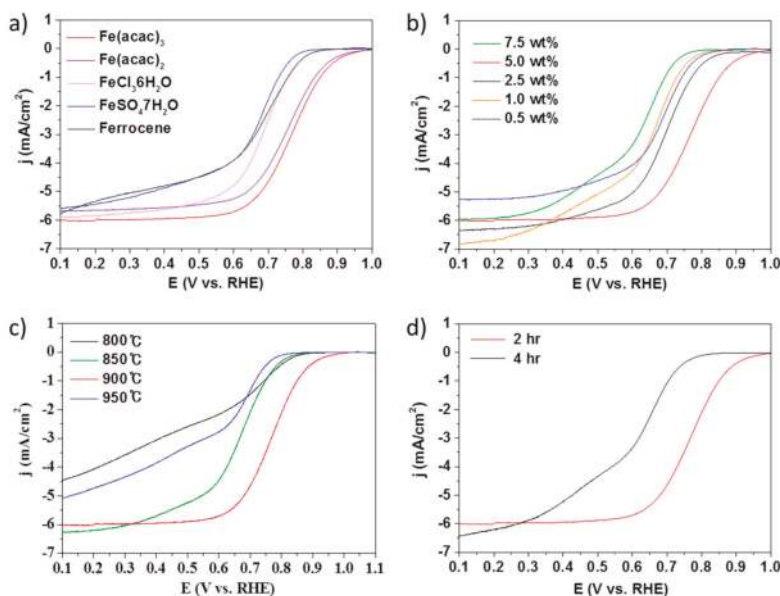 a)
Fe(acac)3
Fe(acac)2
FeCl36H2O
FeSO47H2O
Ferrocene
0
-1
-2
-3
-4
-5
-6
-7
j (mA/cm²)
0.1 0.2 0.3 0.4 0.5 0.6 0.7 0.8 0.9 1.0
E (V vs. RHE)
b)
7.5 wt%
5.0 wt%
2.5 wt%
1.0 wt%
0.5 wt%
0
-1
-2
-3
-4
-5
-6
-7
j (mA/cm²)
0.1 0.2 0.3 0.4 0.5 0.6 0.7 0.8 0.9 1.0
E (V vs. RHE)
c)
800℃
850℃
900℃
950℃
1
0
-1
-2
-3
-4
-5
-6
-7
j (mA/cm²)
0.1 0.2 0.3 0.4 0.5 0.6 0.7 0.8 0.9 1.0 1.1
E (V vs. RHE)
d)
2 hr
4 hr
1
0
-1
-2
-3
-4
-5
-6
-7
j (mA/cm²)
0.1 0.2 0.3 0.4 0.5 0.6 0.7 0.8 0.9 1.0
E (V vs. RHE)